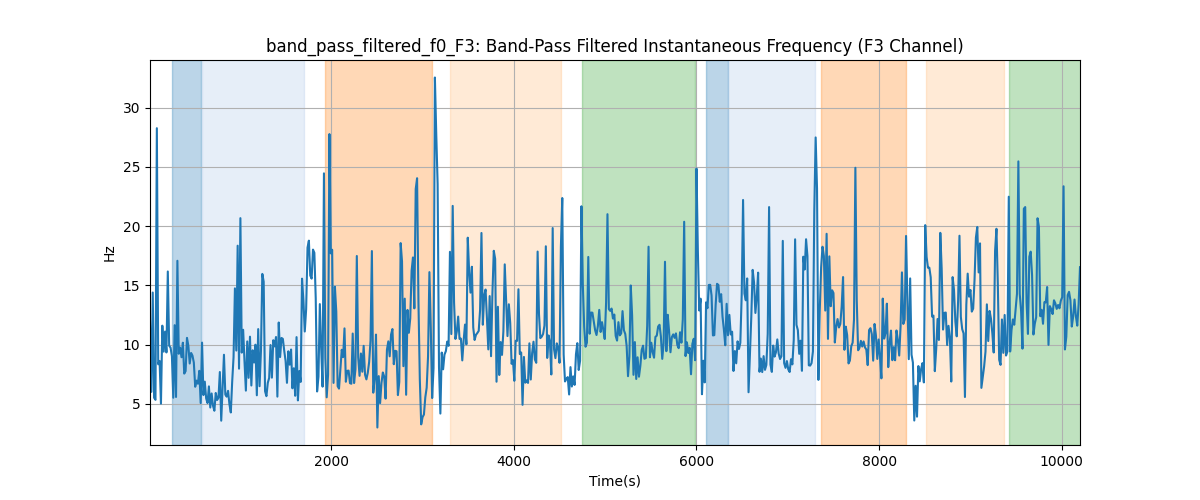 band_pass_filtered_f0_F3: Band-Pass Filtered Instantaneous Frequency (F3 Channel)
Hz
30
25
20
15
10
5
2000 4000 6000 8000 10000
Time(s)